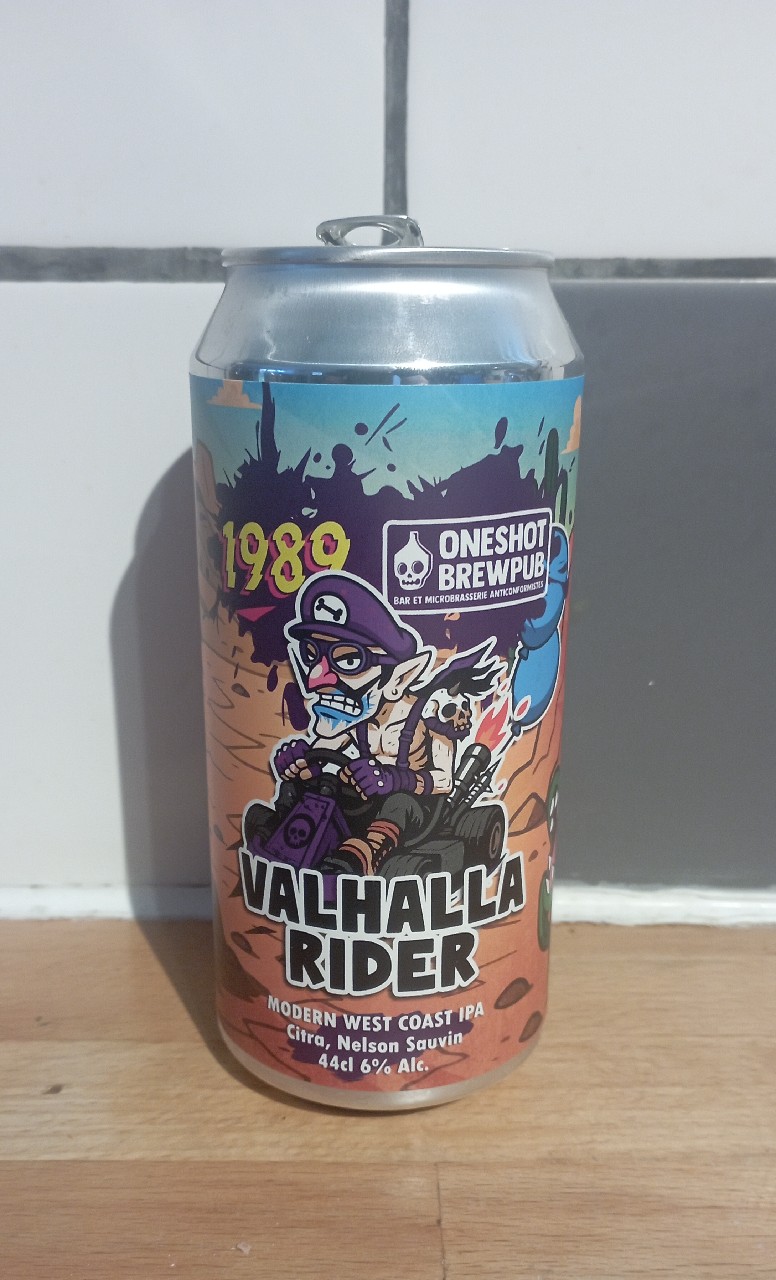 1989
ONESHOT
BREWPUB
BAR ET MICROBRASSERIE ANTICONFORMISTES
VALHALLA
RIDER
MODERN WEST COAST IPA
Citra, Nelson Sauvin
44cl 6% Alc.